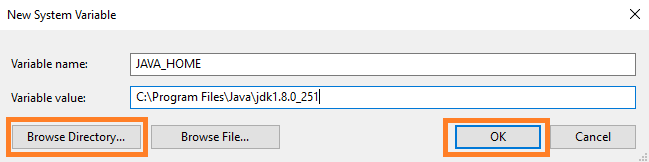 New System Variable
Variable name: JAVA_HOME
Variable value: C:\Program Files\Java\jdk1.8.0_251
Browse Directory... Browse File... OK Cancel